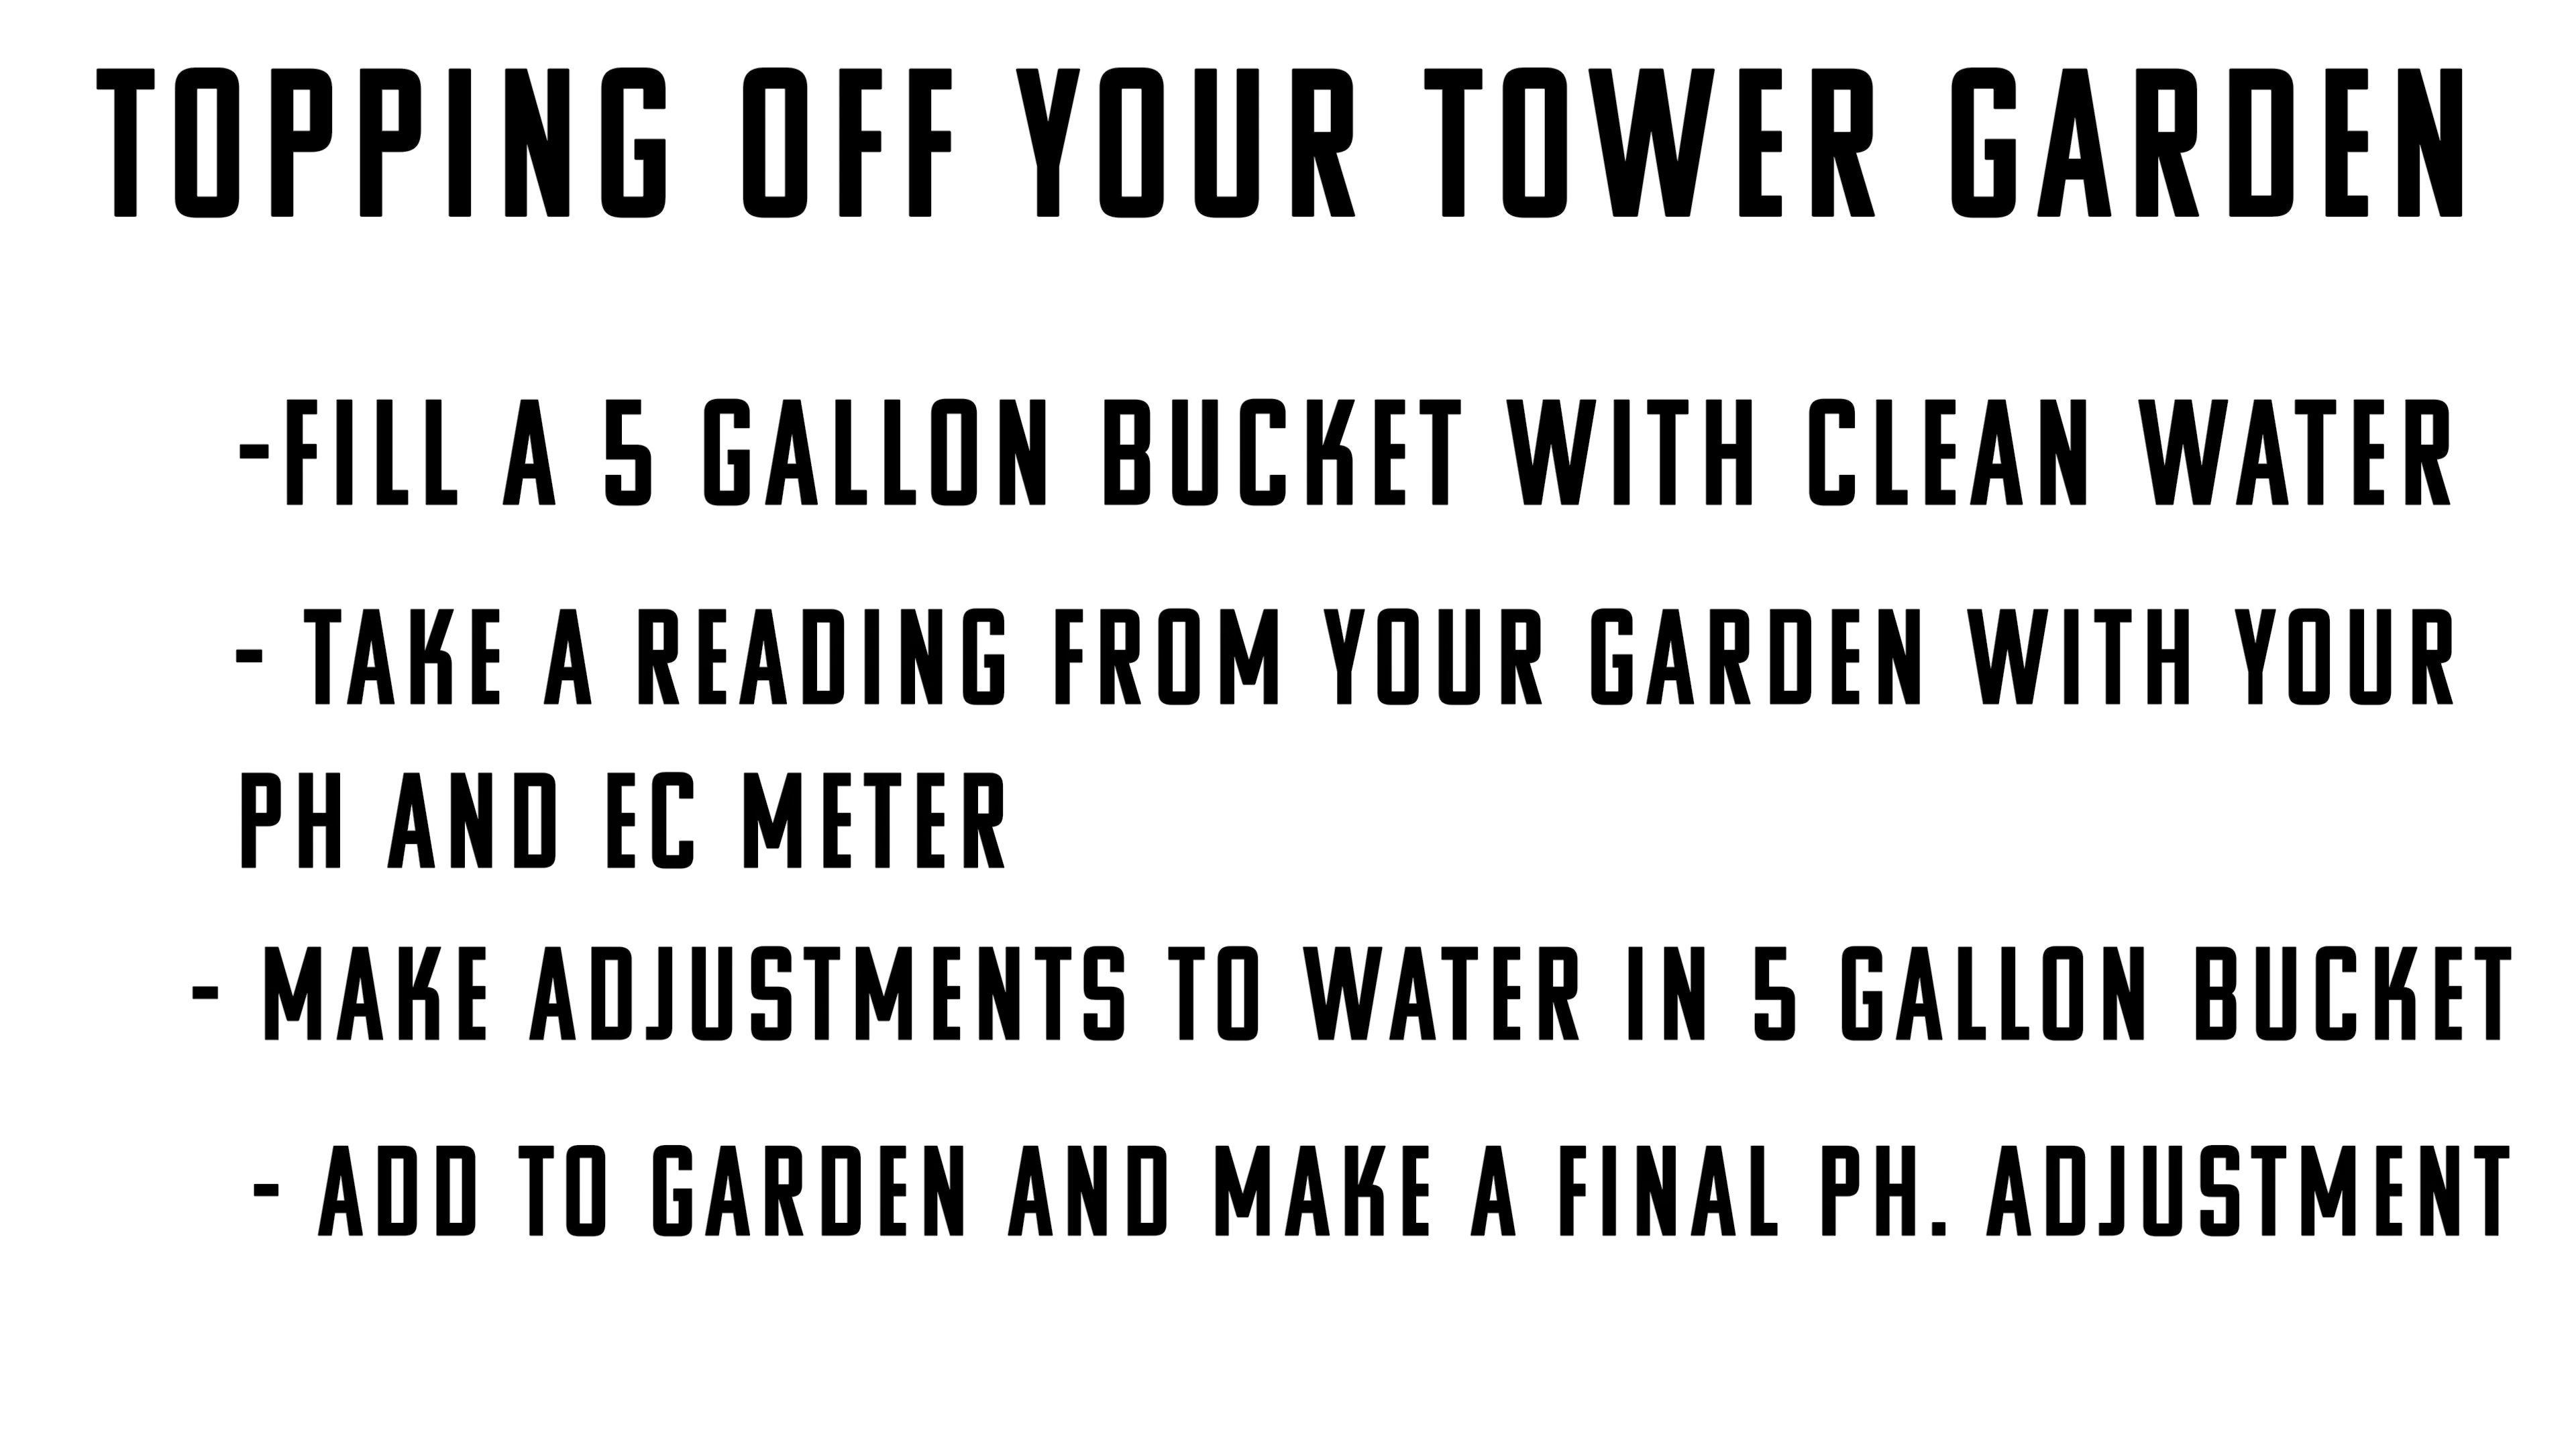 TOPPING OFF YOUR TOWER GARDEN
-FILL A 5 GALLON BUCKET WITH CLEAN WATER
- TAKE A READING FROM YOUR GARDEN WITH YOUR
PH AND EC METER
- MAKE ADJUSTMENTS TO WATER IN 5 GALLON BUCKET
- ADD TO GARDEN AND MAKE A FINAL PH. ADJUSTMENT